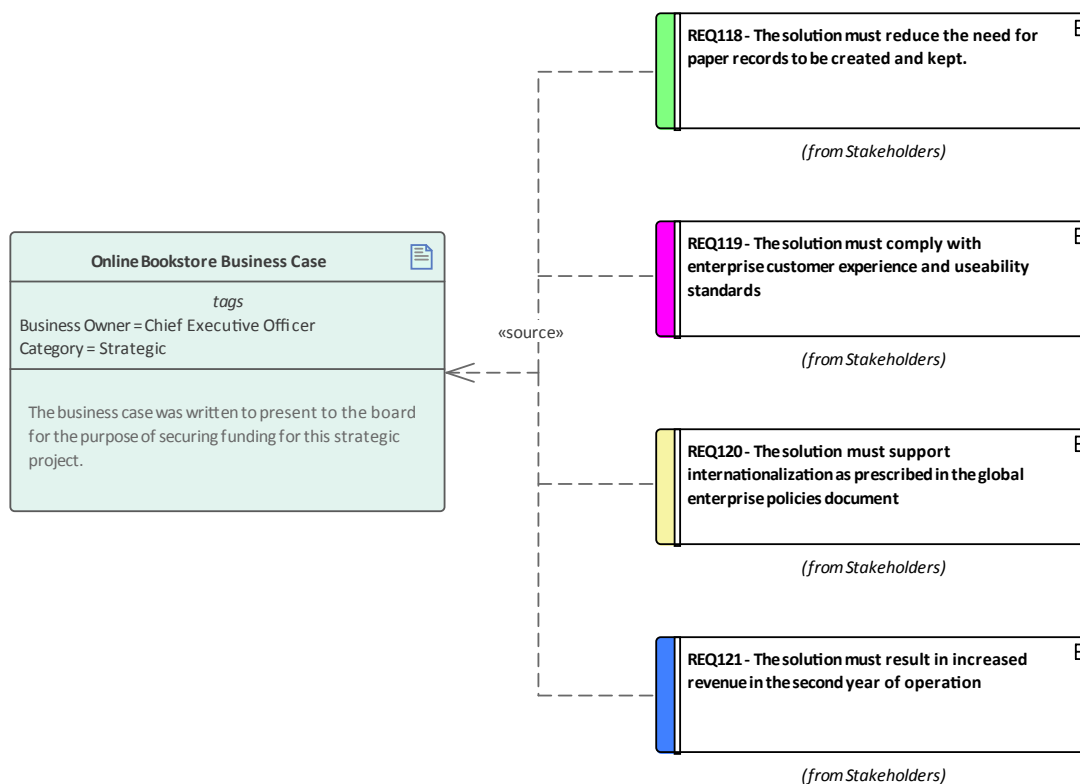 Online Bookstore Business Case
tags
Business Owner = Chief Executive Officer
Category = Strategic
The business case was written to present to the board
for the purpose of securing funding for this strategic
project.
«source»
REQ118 - The solution must reduce the need for
paper records to be created and kept.
(from Stakeholders)
REQ119 - The solution must comply with
enterprise customer experience and useability
standards
(from Stakeholders)
REQ120 - The solution must support
internationalization as prescribed in the global
enterprise policies document
(from Stakeholders)
REQ121 - The solution must result in increased
revenue in the second year of operation
(from Stakeholders)